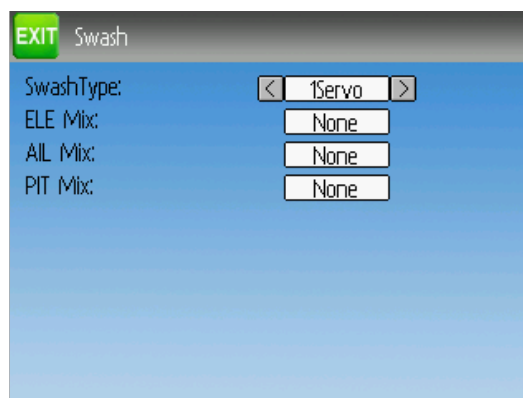 EXIT Swash
SwashType: < 1Servo >
ELE Mix: None
AIL Mix: None
PIT Mix: None